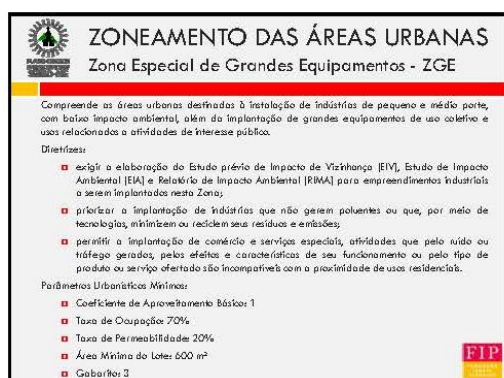 ZONEAMENTO DAS ÁREAS URBANAS
Zona Especial de Grandes Equipamentos - ZGE
Compreende as áreas urbanas destinadas à instalação de indústrias de pequeno e médio porte,
com baixo impacto ambiental, além da implantação de grandes equipamentos de uso coletivo e
usos relacionados a atividades de interesse público.
Diretrizes:
exigir a elaboração do Estudo prévio de Impacto de Vizinhança (EIV), Estudo de Impacto
Ambiental (EIA) e Relatório de Impacto Ambiental (RIMA) para empreendimentos industriais
a serem implantados nesta Zona;
priorizar a implantação de indústrias que não gerem poluentes ou que, por meio de
tecnologias, minimizem ou reciclem seus resíduos e emissões;
permitir a implantação de comércio e serviços especiais, atividades que pelo ruído ou
tráfego gerados, pelos efeitos e características de seu funcionamento ou pelo tipo de
produto ou serviço ofertado são incompatíveis com a proximidade de usos residenciais.
Parâmetros Urbanísticos Mínimos:
Coeficiente de Aproveitamento Básico: 1
Taxa de Ocupação: 70%
Taxa de Permeabilidade: 20%
Área Mínima do Lote: 600 m²
Gabarito: 3
FIP